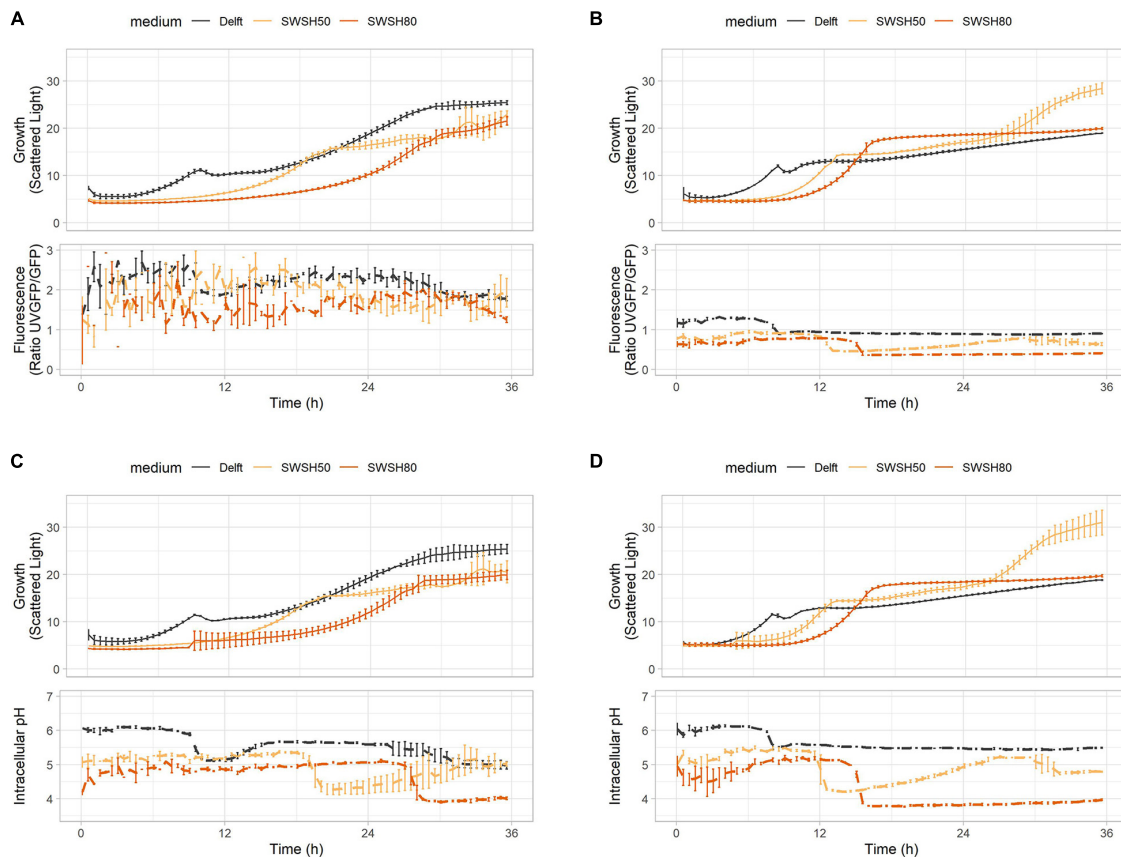 A
medium Delft SWSH50 SWSH80
Growth
(Scattered Light)
30
20
10
0
Fluorescence
(Ratio UVGFP/GFP)
3
2
1
0
0 12 24 36
Time (h)
B
medium Delft SWSH50 SWSH80
Growth
(Scattered Light)
30
20
10
0
Fluorescence
(Ratio UVGFP/GFP)
3
2
1
0
0 12 24 36
Time (h)
C
medium Delft SWSH50 SWSH80
Growth
(Scattered Light)
30
20
10
0
Intracellular pH
7
6
5
4
0 12 24 36
Time (h)
D
medium Delft SWSH50 SWSH80
Growth
(Scattered Light)
30
20
10
0
Intracellular pH
7
6
5
4
0 12 24 36
Time (h)